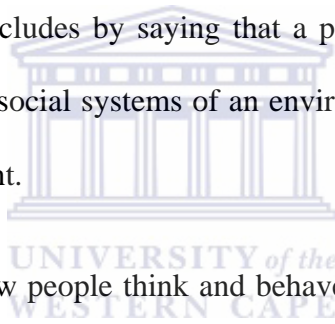 cludes by saying that a p
social systems of an envir
nt.
UNIVERSITY of the
w people think and behave
WESTERN CAPE